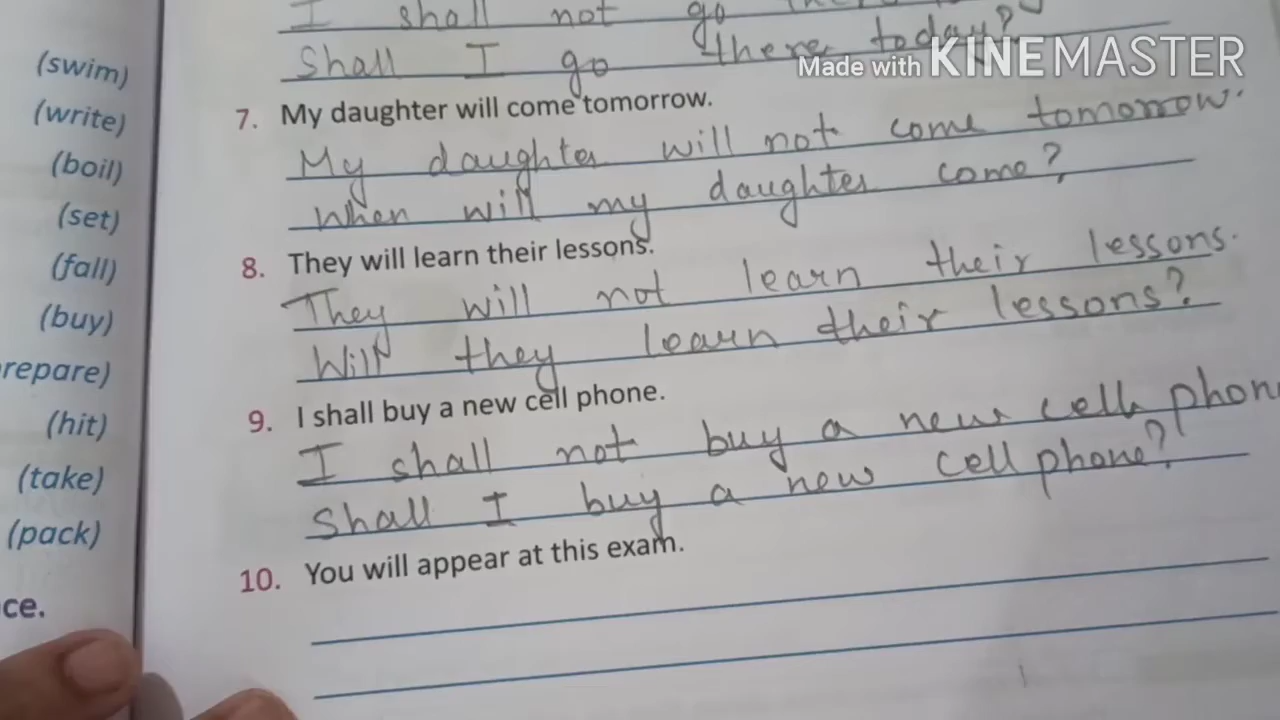 I shall not go
Shall I go there today?
Made with KINEMASTER
(swim)
(write)
(boil)
(set)
(fall)
(buy)
repare)
(hit)
(take)
(pack)
ce.
7. My daughter will come tomorrow.
My daughter will not come tomorrow.
When will my daughter come?
8. They will learn their lessons.
They will not learn their lessons.
Will they learn their lessons?
9. I shall buy a new cell phone.
I shall not buy a new cell phon
Shall I buy a new cell phone?
10. You will appear at this exam.